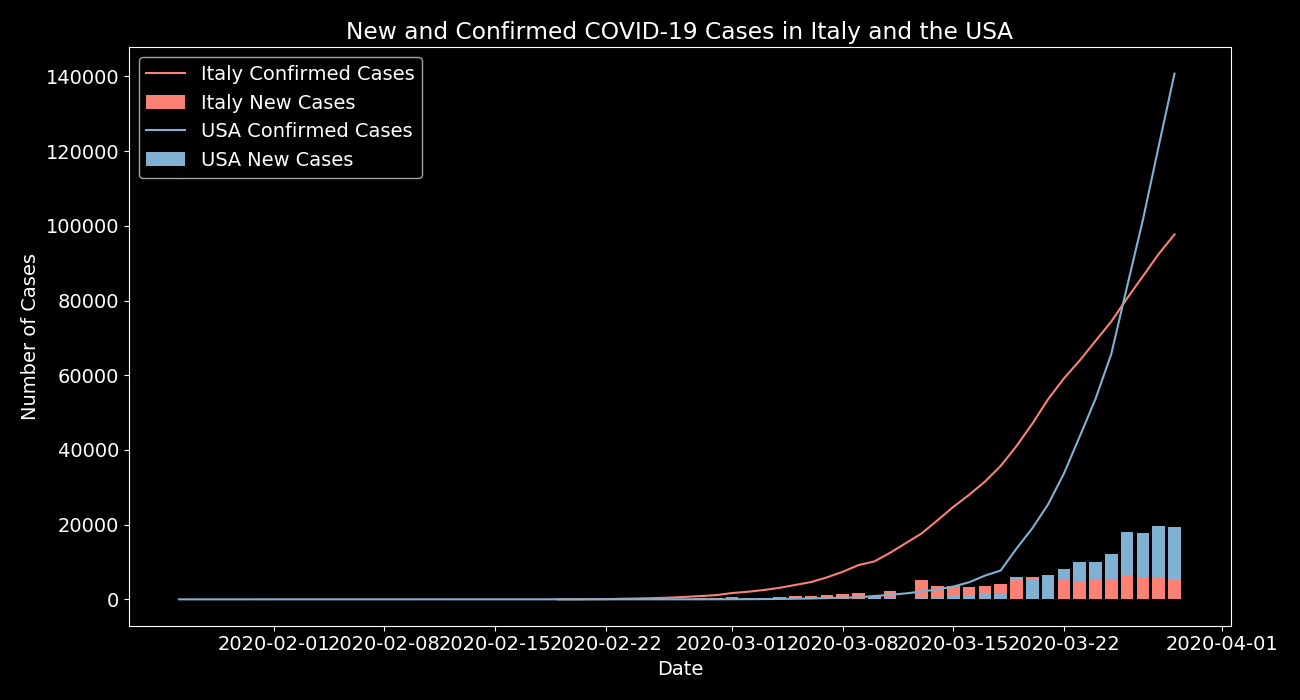 New and Confirmed COVID-19 Cases in Italy and the USA
Italy Confirmed Cases
Italy New Cases
USA Confirmed Cases
USA New Cases
140000
120000
100000
80000
60000
40000
20000
0
Number of Cases
2020-02-01 2020-02-08 2020-02-15 2020-02-22 2020-03-01 2020-03-08 2020-03-15 2020-03-22 2020-04-01
Date